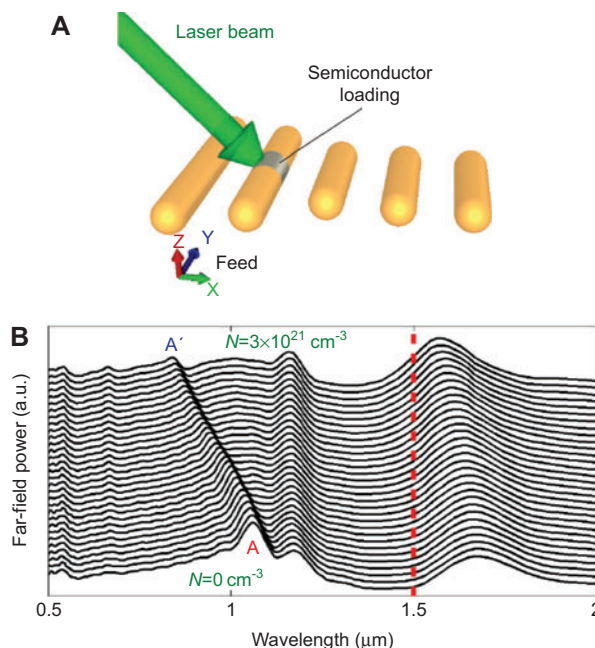 A
Laser beam
Semiconductor
loading
Z
Y
Feed
X
B
A´
N=3×10²¹ cm⁻³
Far-field power (a.u.)
A
N=0 cm⁻³
0.5
1
1.5
2
Wavelength (µm)